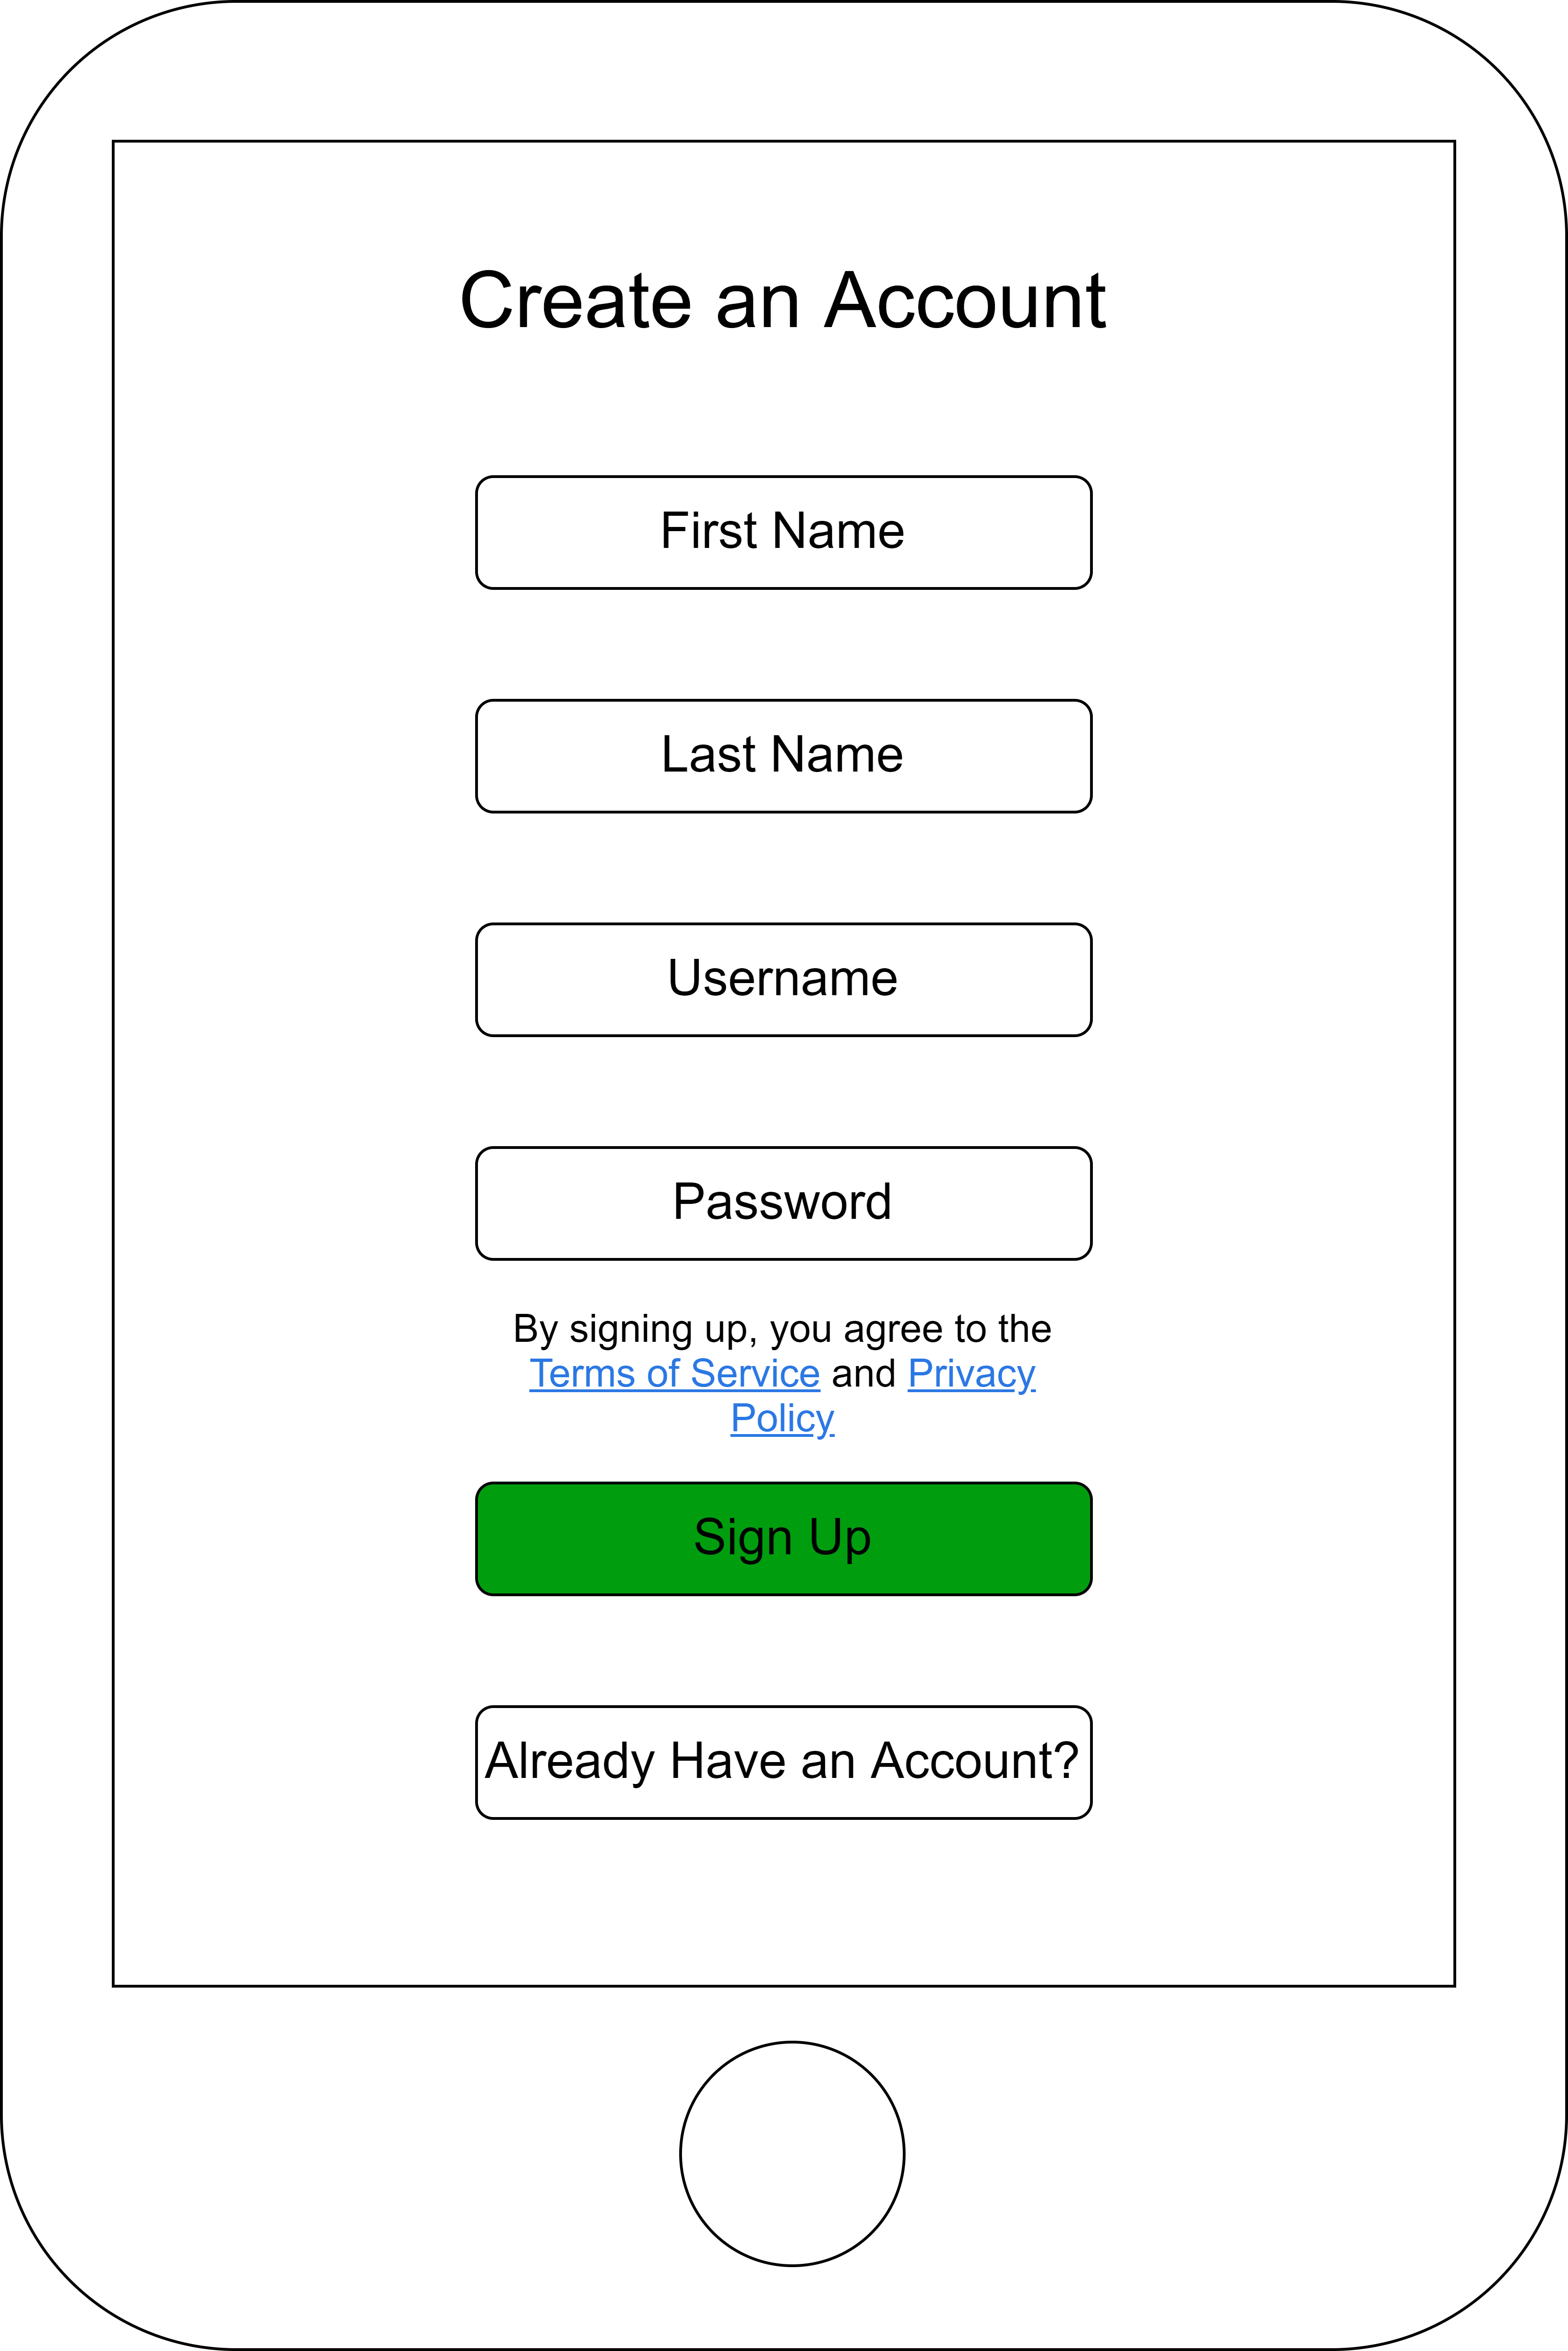 Create an Account
First Name
Last Name
Username
Password
By signing up, you agree to the
Terms of Service and Privacy
Policy
Sign Up
Already Have an Account?